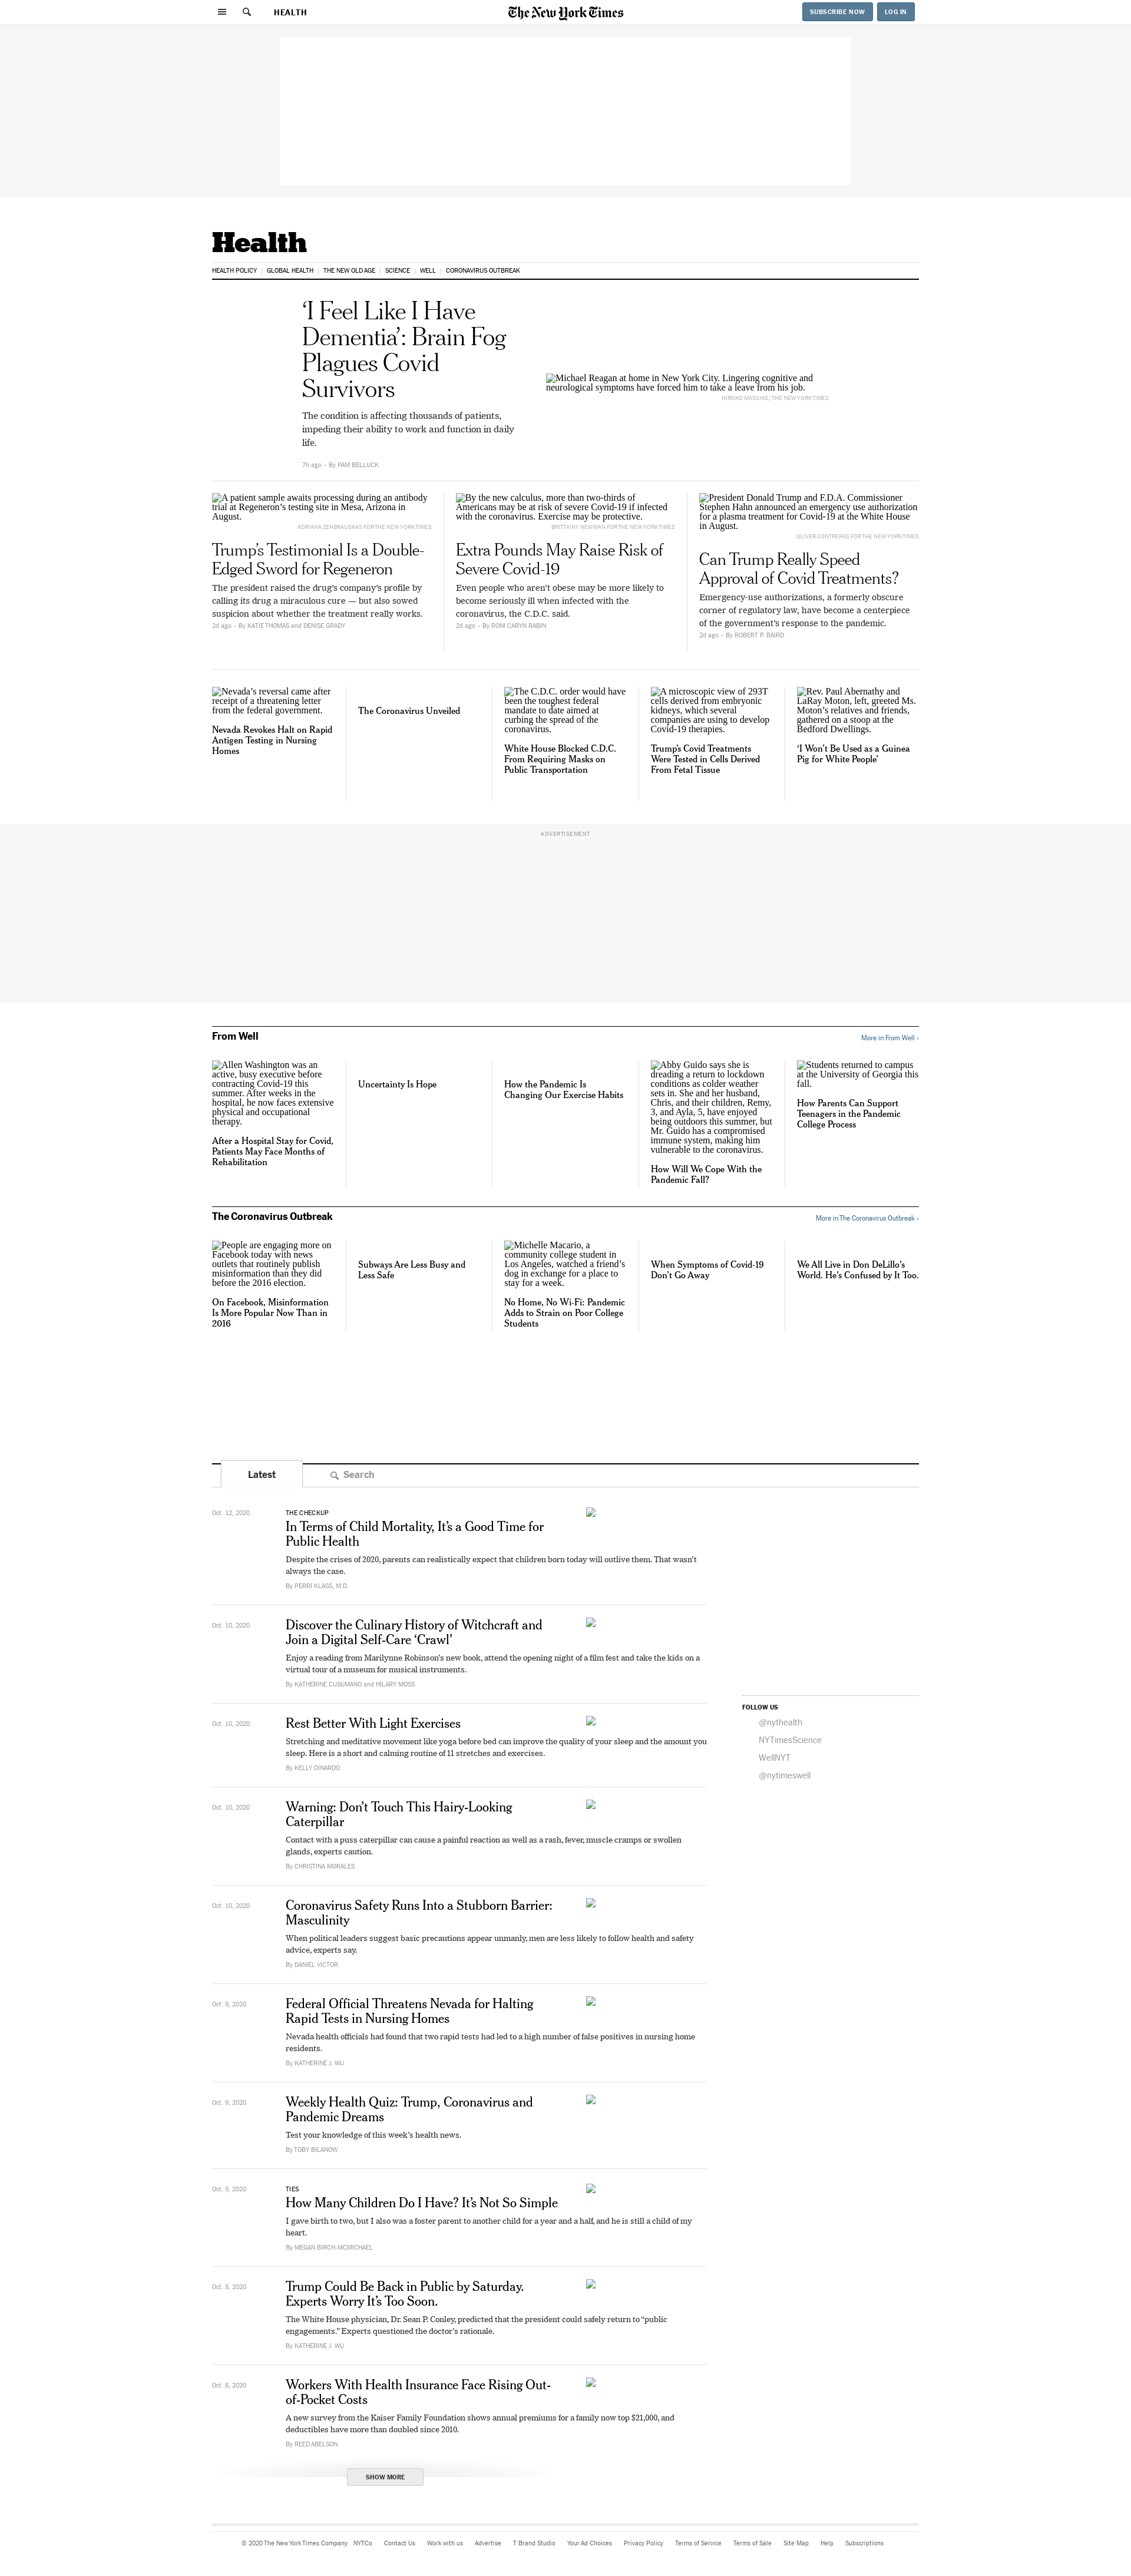 HEALTH
The New York Times
SUBSCRIBE NOW
LOG IN
Health
HEALTH POLICY
GLOBAL HEALTH
THE NEW OLD AGE
SCIENCE
WELL
CORONAVIRUS OUTBREAK
‘I Feel Like I Have
Dementia’: Brain Fog
Plagues Covid
Survivors
The condition is affecting thousands of patients,
impeding their ability to work and function in daily
life.
7h ago · By PAM BELLUCK
Michael Reagan at home in New York City. Lingering cognitive and
neurological symptoms have forced him to take a leave from his job.
HIROKO MASUIKE/THE NEW YORK TIMES
A patient sample awaits processing during an antibody
trial at Regeneron’s testing site in Mesa, Arizona in
August.
ADRIANA ZEHBRAUSKAS FOR THE NEW YORK TIMES
Trump’s Testimonial Is a Double-
Edged Sword for Regeneron
The president raised the drug’s company’s profile by
calling its drug a miraculous cure — but also sowed
suspicion about whether the treatment really works.
2d ago · By KATIE THOMAS and DENISE GRADY
By the new calculus, more than two-thirds of
Americans may be at risk of severe Covid-19 if infected
with the coronavirus. Exercise may be protective.
BRITTAINY NEWMAN FOR THE NEW YORK TIMES
Extra Pounds May Raise Risk of
Severe Covid-19
Even people who aren’t obese may be more likely to
become seriously ill when infected with the
coronavirus, the C.D.C. said.
2d ago · By RONI CARYN RABIN
President Donald Trump and F.D.A. Commissioner
Stephen Hahn announced an emergency use authorization
for a plasma treatment for Covid-19 at the White House
in August.
OLIVER CONTRERAS FOR THE NEW YORK TIMES
Can Trump Really Speed
Approval of Covid Treatments?
Emergency-use authorizations, a formerly obscure
corner of regulatory law, have become a centerpiece
of the government’s response to the pandemic.
2d ago · By ROBERT P. BAIRD
Nevada’s reversal came after
receipt of a threatening letter
from the federal government.
Nevada Revokes Halt on Rapid
Antigen Testing in Nursing
Homes
The Coronavirus Unveiled
The C.D.C. order would have
been the toughest federal
mandate to date aimed at
curbing the spread of the
coronavirus.
White House Blocked C.D.C.
From Requiring Masks on
Public Transportation
A microscopic view of 293T
cells derived from embryonic
kidneys, which several
companies are using to develop
Covid-19 therapies.
Trump’s Covid Treatments
Were Tested in Cells Derived
From Fetal Tissue
Rev. Paul Abernathy and
LaRay Moton, left, greeted Ms.
Moton’s relatives and friends,
gathered on a stoop at the
Bedford Dwellings.
‘I Won’t Be Used as a Guinea
Pig for White People’
ADVERTISEMENT
From Well
More in From Well ›
Allen Washington was an
active, busy executive before
contracting Covid-19 this
summer. After weeks in the
hospital, he now faces extensive
physical and occupational
therapy.
After a Hospital Stay for Covid,
Patients May Face Months of
Rehabilitation
Uncertainty Is Hope
How the Pandemic Is
Changing Our Exercise Habits
Abby Guido says she is
dreading a return to lockdown
conditions as colder weather
sets in. She and her husband,
Chris, and their children, Remy,
3, and Ayla, 5, have enjoyed
being outdoors this summer, but
Mr. Guido has a compromised
immune system, making him
vulnerable to the coronavirus.
How Will We Cope With the
Pandemic Fall?
Students returned to campus
at the University of Georgia this
fall.
How Parents Can Support
Teenagers in the Pandemic
College Process
The Coronavirus Outbreak
More in The Coronavirus Outbreak ›
People are engaging more on
Facebook today with news
outlets that routinely publish
misinformation than they did
before the 2016 election.
On Facebook, Misinformation
Is More Popular Now Than in
2016
Subways Are Less Busy and
Less Safe
Michelle Macario, a
community college student in
Los Angeles, watched a friend’s
dog in exchange for a place to
stay for a week.
No Home, No Wi-Fi: Pandemic
Adds to Strain on Poor College
Students
When Symptoms of Covid-19
Don’t Go Away
We All Live in Don DeLillo’s
World. He’s Confused by It Too.
Latest
Search
Oct. 12, 2020
THE CHECKUP
In Terms of Child Mortality, It’s a Good Time for
Public Health
Despite the crises of 2020, parents can realistically expect that children born today will outlive them. That wasn’t
always the case.
By PERRI KLASS, M.D.
Oct. 10, 2020
Discover the Culinary History of Witchcraft and
Join a Digital Self-Care ‘Crawl’
Enjoy a reading from Marilynne Robinson’s new book, attend the opening night of a film fest and take the kids on a
virtual tour of a museum for musical instruments.
By KATHERINE CUSUMANO and HILARY MOSS
Oct. 10, 2020
Rest Better With Light Exercises
Stretching and meditative movement like yoga before bed can improve the quality of your sleep and the amount you
sleep. Here is a short and calming routine of 11 stretches and exercises.
By KELLY DINARDO
Oct. 10, 2020
Warning: Don’t Touch This Hairy-Looking
Caterpillar
Contact with a puss caterpillar can cause a painful reaction as well as a rash, fever, muscle cramps or swollen
glands, experts caution.
By CHRISTINA MORALES
Oct. 10, 2020
Coronavirus Safety Runs Into a Stubborn Barrier:
Masculinity
When political leaders suggest basic precautions appear unmanly, men are less likely to follow health and safety
advice, experts say.
By DANIEL VICTOR
Oct. 9, 2020
Federal Official Threatens Nevada for Halting
Rapid Tests in Nursing Homes
Nevada health officials had found that two rapid tests had led to a high number of false positives in nursing home
residents.
By KATHERINE J. WU
Oct. 9, 2020
Weekly Health Quiz: Trump, Coronavirus and
Pandemic Dreams
Test your knowledge of this week’s health news.
By TOBY BILANOW
Oct. 9, 2020
TIES
How Many Children Do I Have? It’s Not So Simple
I gave birth to two, but I also was a foster parent to another child for a year and a half, and he is still a child of my
heart.
By MEGAN BIRCH-MCMICHAEL
Oct. 8, 2020
Trump Could Be Back in Public by Saturday.
Experts Worry It’s Too Soon.
The White House physician, Dr. Sean P. Conley, predicted that the president could safely return to “public
engagements.” Experts questioned the doctor’s rationale.
By KATHERINE J. WU
Oct. 8, 2020
Workers With Health Insurance Face Rising Out-
of-Pocket Costs
A new survey from the Kaiser Family Foundation shows annual premiums for a family now top $21,000, and
deductibles have more than doubled since 2010.
By REED ABELSON
SHOW MORE
FOLLOW US
@nythealth
NYTimesScience
WellNYT
@nytimeswell
© 2020 The New York Times Company NYTCo Contact Us Work with us Advertise T Brand Studio Your Ad Choices Privacy Policy Terms of Service Terms of Sale Site Map Help Subscriptions